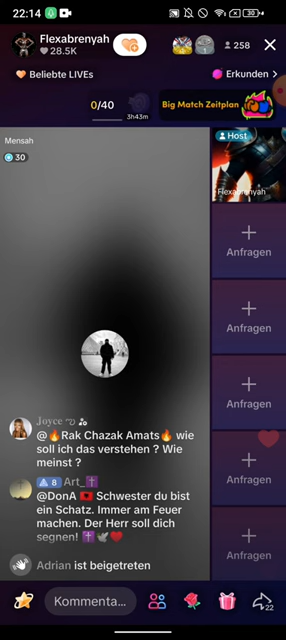 22:14
30
Flexabrenyah
28.5K
258
Beliebte LIVEs
Erkunden
0/40
3h43m
Big Match Zeitplan
Mensah
30
Host
Flexabrenyah
Anfragen
Anfragen
Anfragen
Anfragen
Anfragen
Joyce
@🔥Rak Chazak Amats🔥 wie
soll ich das verstehen ? Wie
meinst ?
8 Art_✝️
@DonA 🇦🇱 Schwester du bist
ein Schatz. Immer am Feuer
machen. Der Herr soll dich
segnen! ✝️🕊❤️
Adrian ist beigetreten
Kommenta...
22